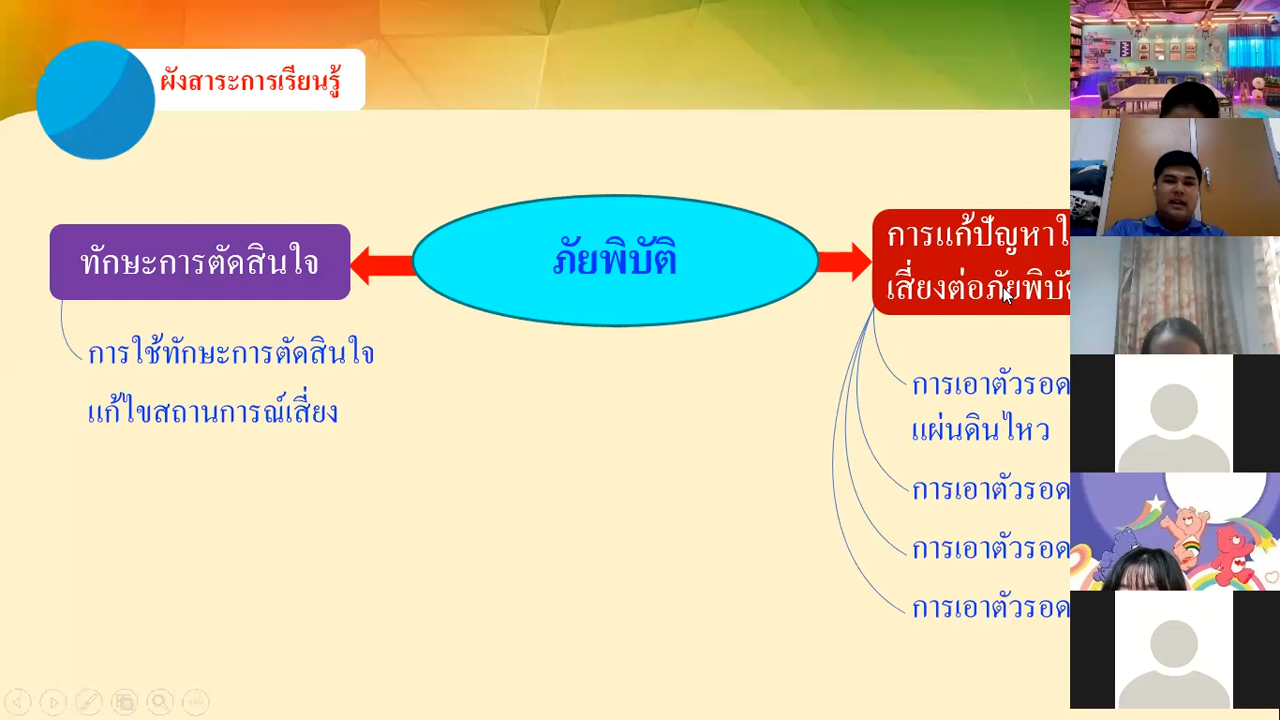 ผังสาระการเรียนรู้
ภัยพิบัติ
ทักษะการตัดสินใจ
การใช้ทักษะการตัดสินใจ
แก้ไขสถานการณ์เสี่ยง
การแก้ปัญหาใ
เสี่ยงต่อภัยพิบั
การเอาตัวรอด
แผ่นดินไหว
การเอาตัวรอด
การเอาตัวรอด
การเอาตัวรอด